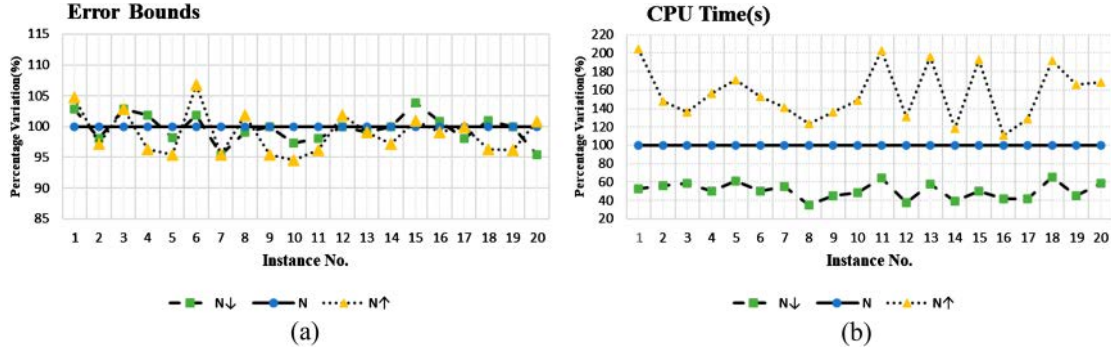 Error Bounds
Percentage Variation(%)
115
110
105
100
95
90
85
1 2 3 4 5 6 7 8 9 10 11 12 13 14 15 16 17 18 19 20
Instance No.
N↓ N N↑
(a)
CPU Time(s)
Percentage Variation(%)
220
200
180
160
140
120
100
80
60
40
20
1 2 3 4 5 6 7 8 9 10 11 12 13 14 15 16 17 18 19 20
Instance No.
N↓ N N↑
(b)